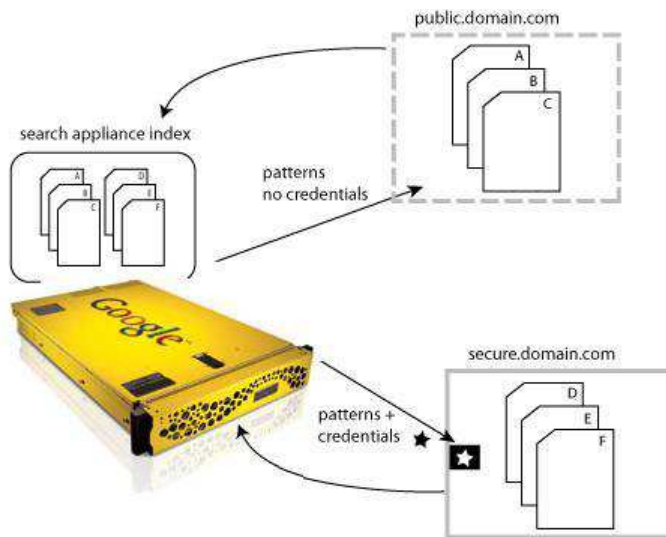 public.domain.com
A
B
C
search appliance index
A
B
C
D
E
F
patterns
no credentials
Google
secure.domain.com
D
E
F
patterns +
credentials